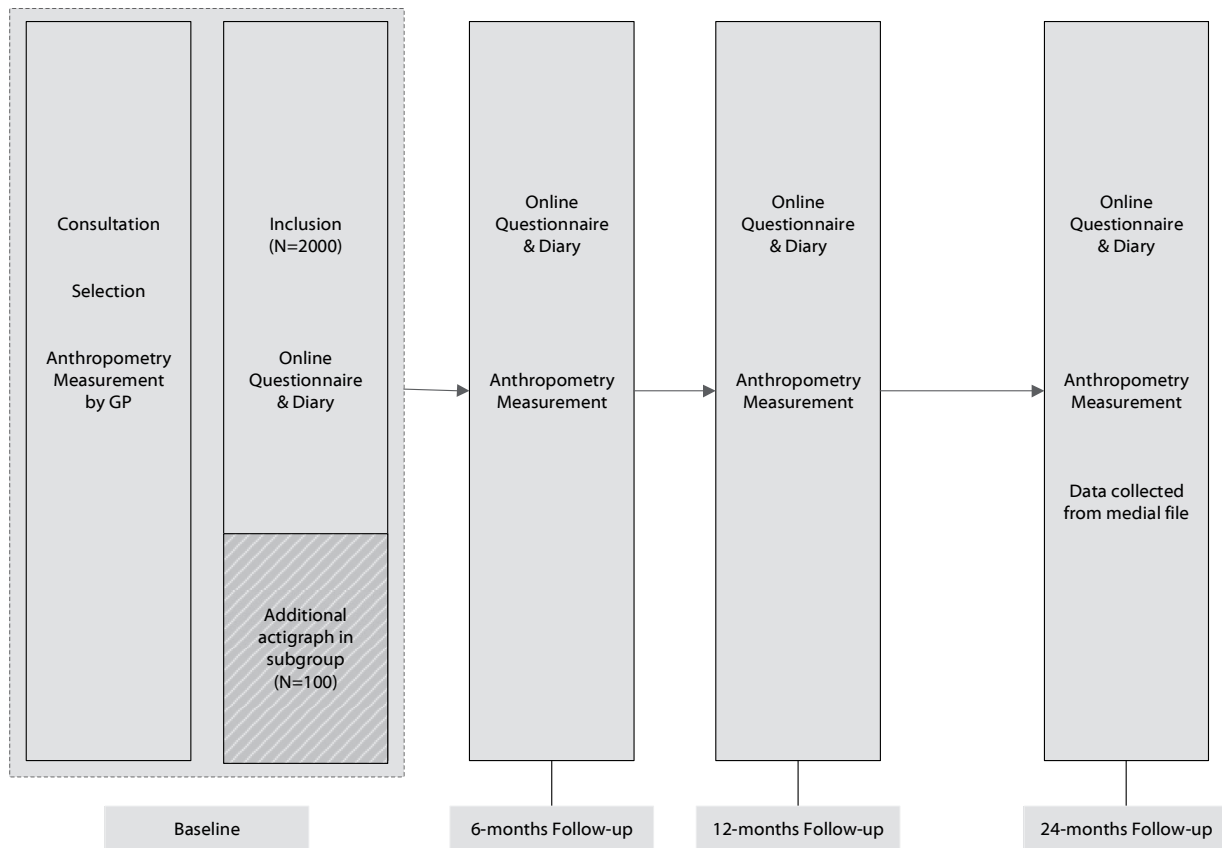 Consultation
Selection
Anthropometry
Measurement
by GP
Inclusion
(N=2000)
Online
Questionnaire
& Diary
Additional
actigraph in
subgroup
(N=100)
Online
Questionnaire
& Diary
Anthropometry
Measurement
Online
Questionnaire
& Diary
Anthropometry
Measurement
Online
Questionnaire
& Diary
Anthropometry
Measurement
Data collected
from medial file
Baseline
6-months Follow-up
12-months Follow-up
24-months Follow-up